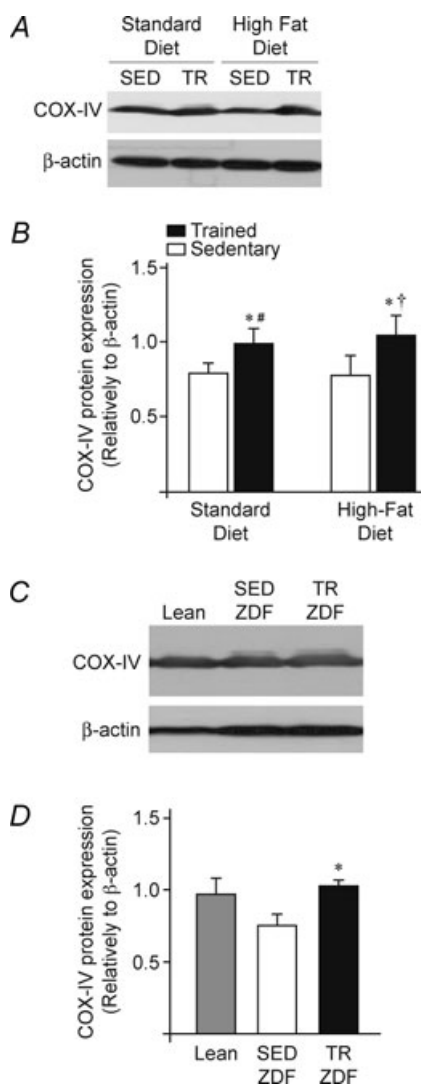 A
Standard Diet
High Fat Diet
SED TR SED TR
COX-IV
β-actin
B
Trained
Sedentary
COX-IV protein expression
(Relatively to β-actin)
1.5
1.0
0.5
*#
*†
Standard Diet
High-Fat Diet
C
Lean
SED ZDF
TR ZDF
COX-IV
β-actin
D
COX-IV protein expression
(Relatively to β-actin)
1.5
1.0
0.5
*
Lean
SED ZDF
TR ZDF